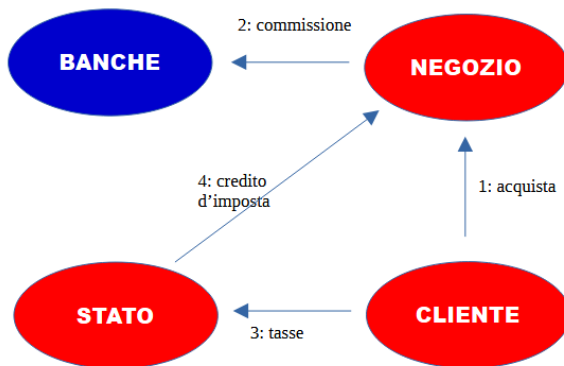 2: commissione
BANCHE
NEGOZIO
4: credito
d’imposta
1: acquista
STATO
CLIENTE
3: tasse